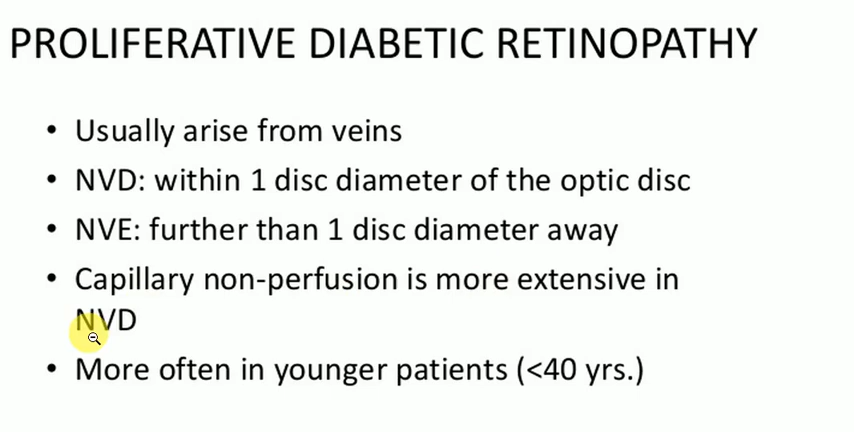 PROLIFERATIVE DIABETIC RETINOPATHY
• Usually arise from veins
• NVD: within 1 disc diameter of the optic disc
• NVE: further than 1 disc diameter away
• Capillary non-perfusion is more extensive in
NVD
• More often in younger patients (<40 yrs.)